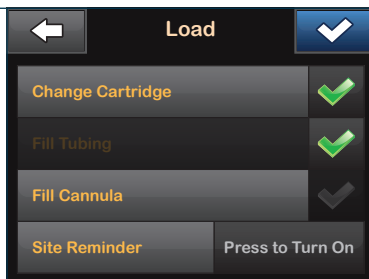 Load
Change Cartridge
Fill Tubing
Fill Cannula
Site Reminder Press to Turn On